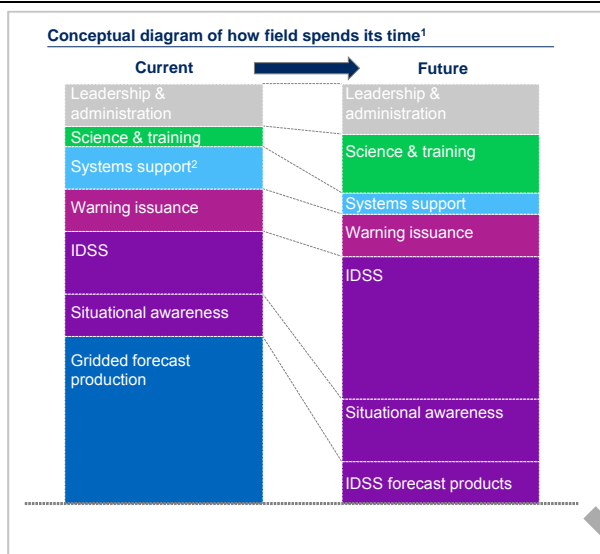 Conceptual diagram of how field spends its time1
Current
Future
Leadership &
administration
Science & training
Systems support2
Warning issuance
IDSS
Situational awareness
Gridded forecast
production
Leadership &
administration
Science & training
Systems support
Warning issuance
IDSS
Situational awareness
IDSS forecast products